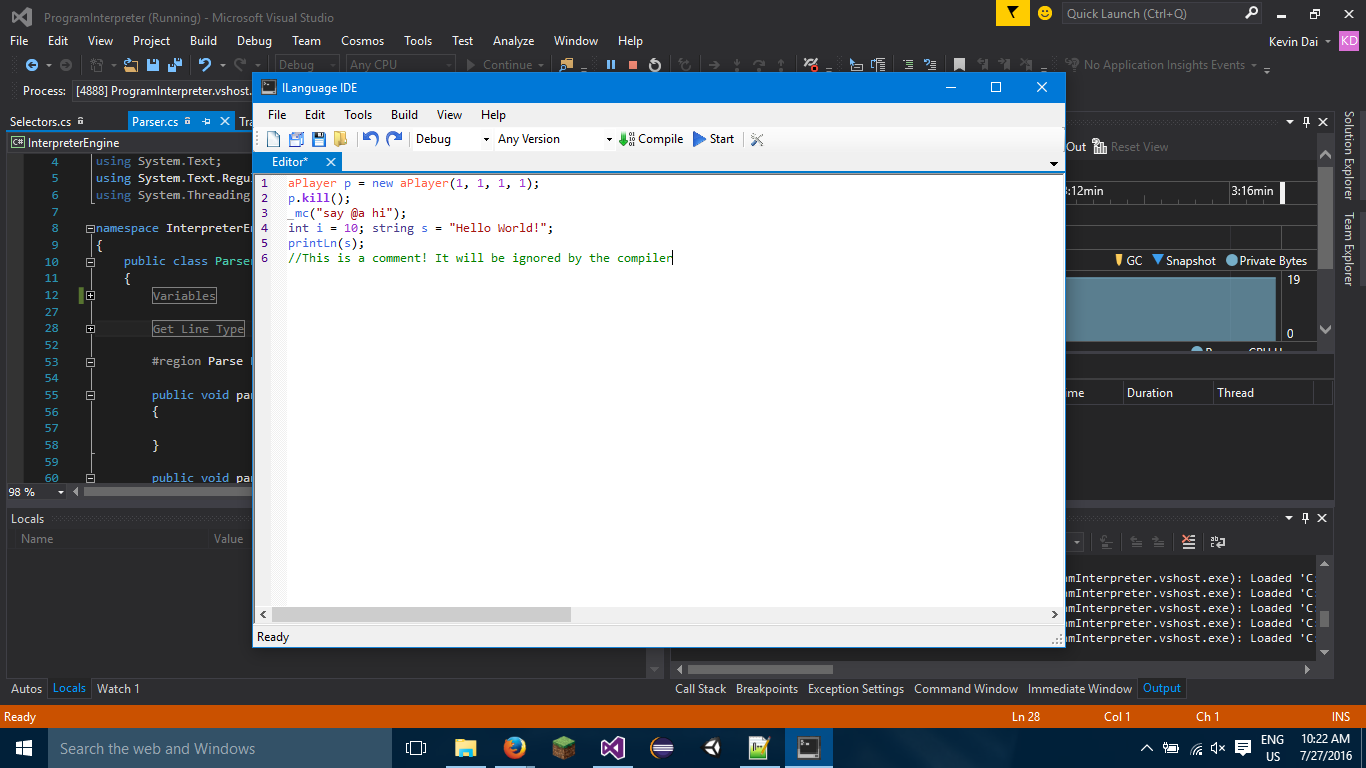 ProgramInterpreter (Running) - Microsoft Visual Studio
Quick Launch (Ctrl+Q)
File Edit View Project Build Debug Team Cosmos Tools Test Analyze Window Help
Kevin Dai
KD
Debug Any CPU Continue
No Application Insights Events
Process: [4888] ProgramInterpreter.vshost.
Selectors.cs Parser.cs
InterpreterEngine
4 using System.Text;
5 using System.Text.Regu
6 using System.Threading
7
8 namespace InterpreterEn
9 {
10 public class Parser
11 {
12 Variables
27
28 Get Line Type
52
53 #region Parse
54
55 public void par
56 {
57
58 }
59
60 public void par
98 %
ILanguage IDE
File Edit Tools Build View Help
Debug Any Version Compile Start
Editor*
1 aPlayer p = new aPlayer(1, 1, 1, 1);
2 p.kill();
3 _mc("say @a hi");
4 int i = 10; string s = "Hello World!";
5 printLn(s);
6 //This is a comment! It will be ignored by the compiler
Ready
Out Reset View
3:12min 3:16min
GC Snapshot Private Bytes
19
0
Duration Thread
Solution Explorer
Team Explorer
Locals
Name Value
Autos Locals Watch 1
mInterpreter.vshost.exe): Loaded 'C:
mInterpreter.vshost.exe): Loaded 'C:
mInterpreter.vshost.exe): Loaded 'C:
mInterpreter.vshost.exe): Loaded 'C:
mInterpreter.vshost.exe): Loaded 'C:
Call Stack Breakpoints Exception Settings Command Window Immediate Window Output
Ready Ln 28 Col 1 Ch 1 INS
Search the web and Windows
ENG
US
10:22 AM
7/27/2016